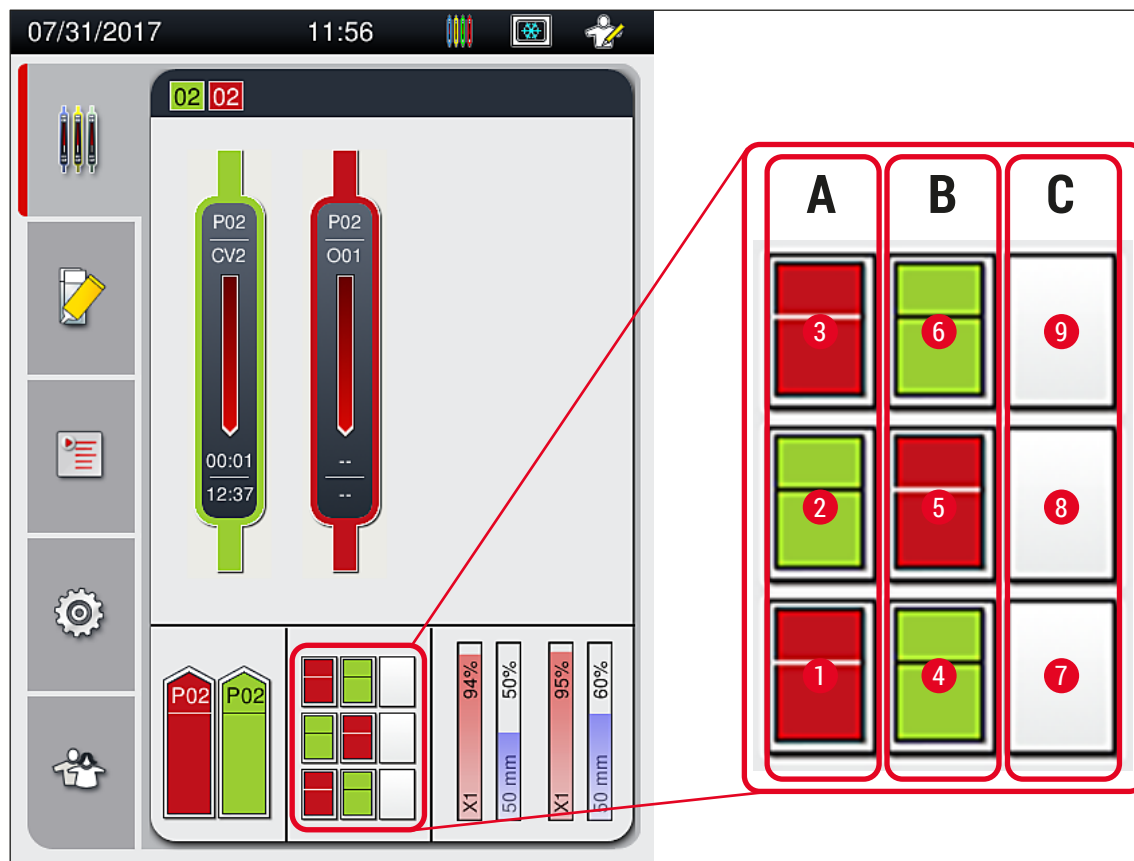 07/31/2017 11:56
02 02
P02 P02
CV2 O01
00:01 --
12:37 --
P02 P02
X1 94%
50 mm 50%
X1 95%
50 mm 60%
A B C
3 6 9
2 5 8
1 4 7